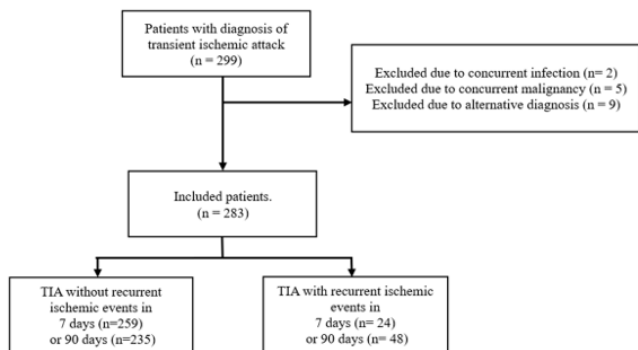 Patients with diagnosis of
transient ischemic attack
(n = 299)
Excluded due to concurrent infection (n= 2)
Excluded due to concurrent malignancy (n = 5)
Excluded due to alternative diagnosis (n = 9)
Included patients.
(n = 283)
TIA without recurrent
ischemic events in
7 days (n=259)
or 90 days (n=235)
TIA with recurrent ischemic
events in
7 days (n= 24)
or 90 days (n= 48)